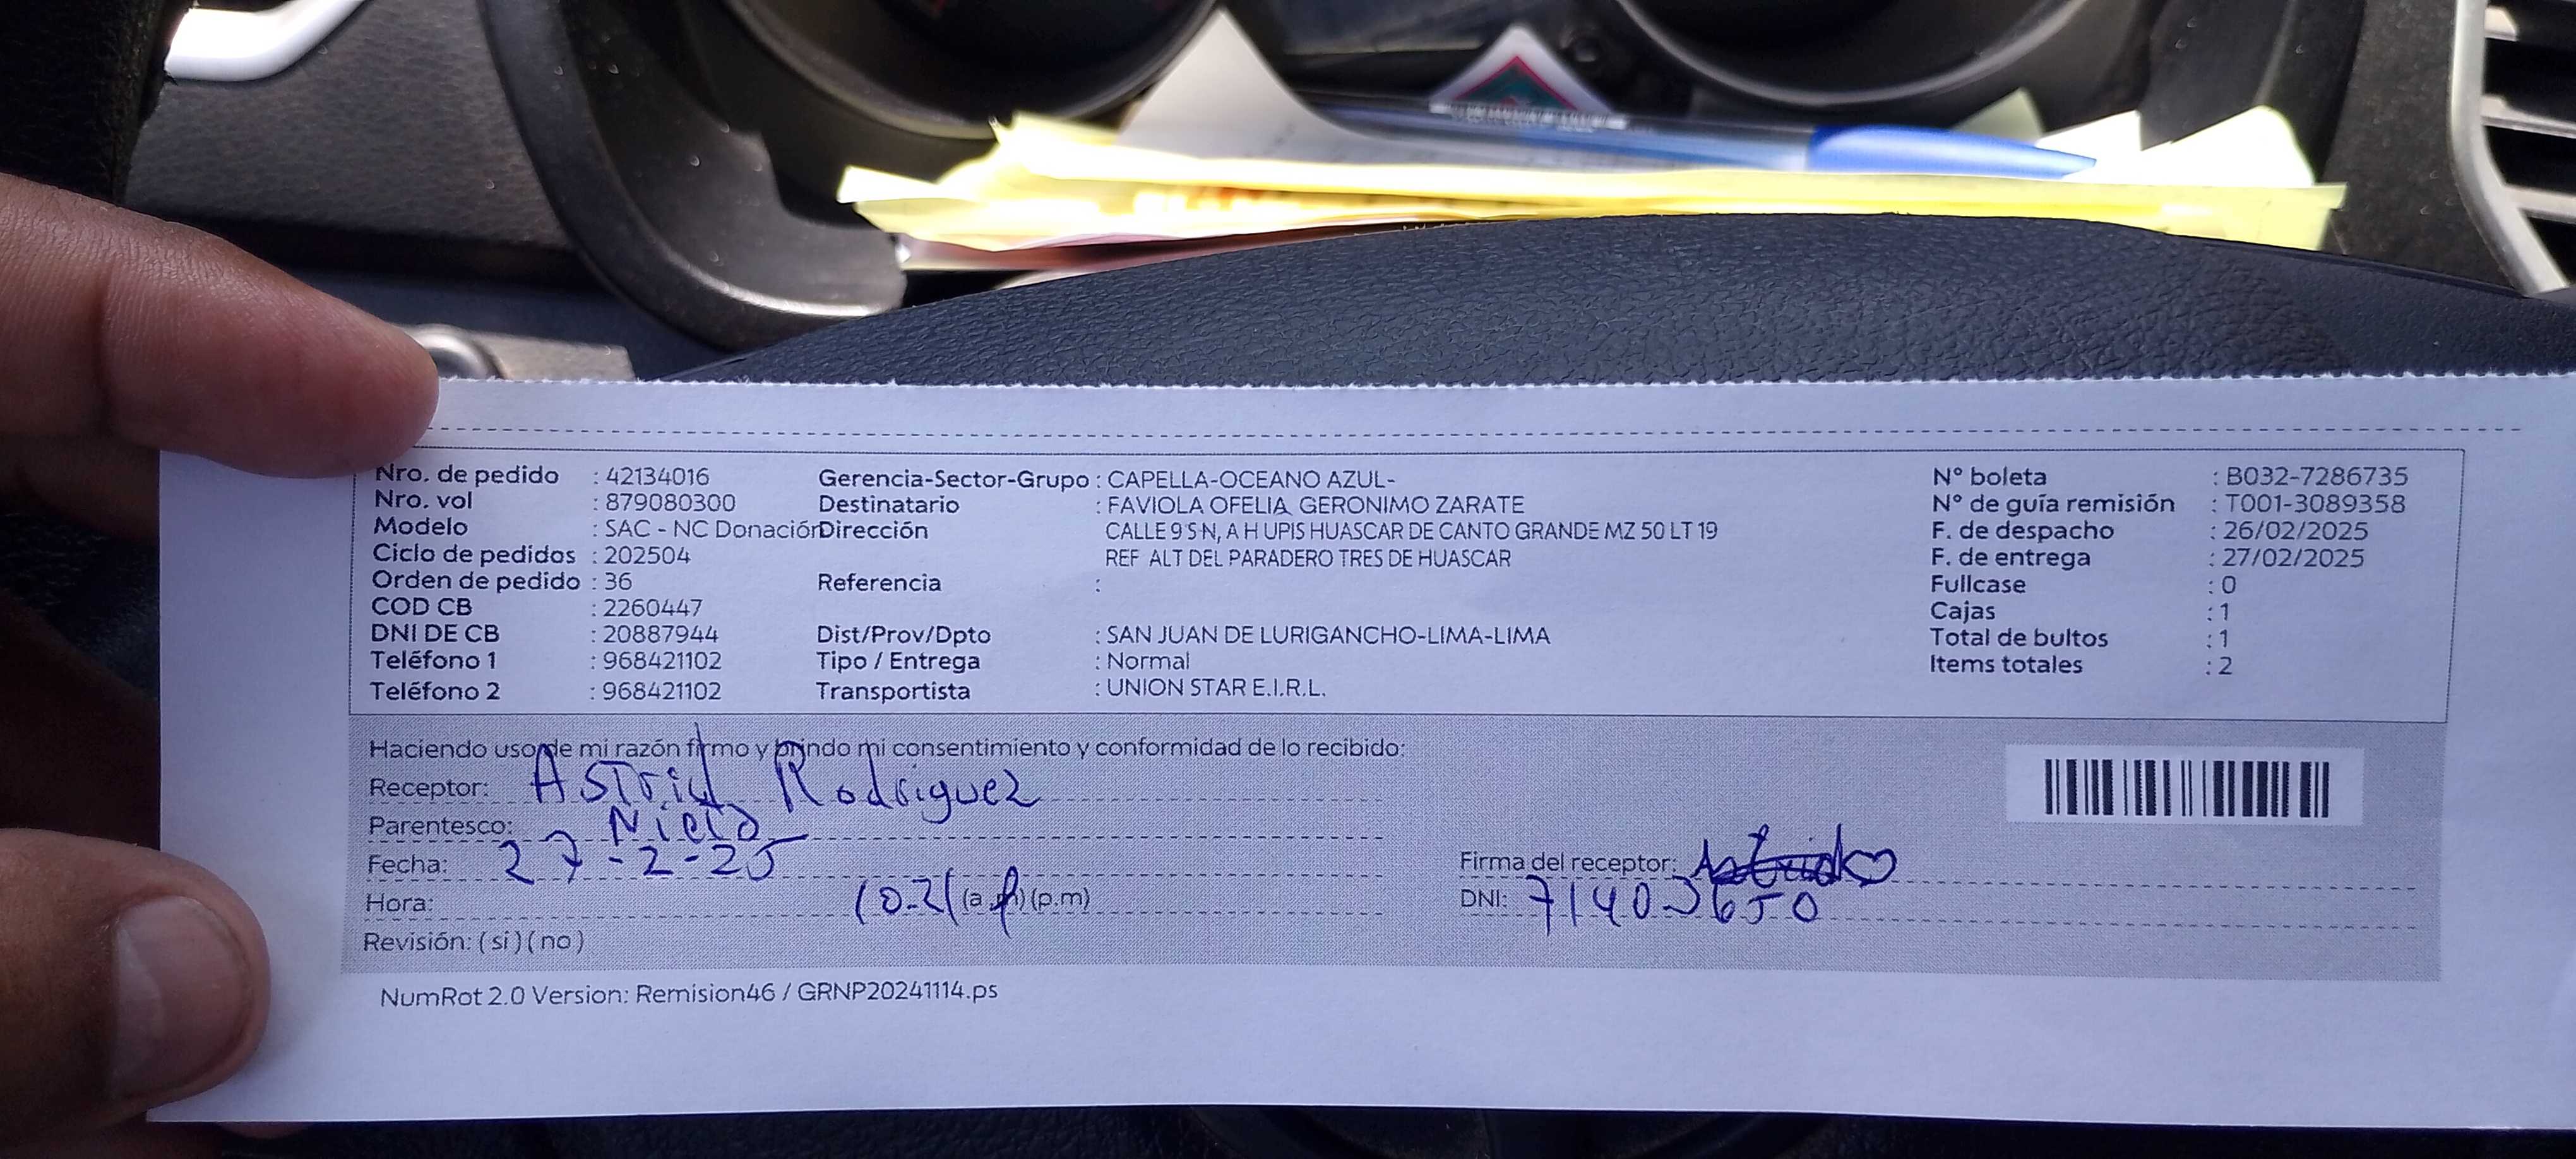 Nro. de pedido : 42134016 Gerencia-Sector-Grupo : CAPELLA-OCEANO AZUL- N° boleta : B032-7286735
Nro. vol : 879080300 Destinatario : FAVIOLA OFELIA GERONIMO ZARATE N° de guía remisión : T001-3089358
Modelo : SAC - NC Donación Dirección CALLE 9 S-N, A H UPIS HUASCAR DE CANTO GRANDE MZ 50 LT 19 F. de despacho : 26/02/2025
Ciclo de pedidos : 202504 REF ALT DEL PARADERO TRES DE HUASCAR F. de entrega : 27/02/2025
Orden de pedido : 36 Referencia : Fullcase : 0
COD CB : 2260447 Cajas : 1
DNI DE CB : 20887944 Dist/Prov/Dpto : SAN JUAN DE LURIGANCHO-LIMA-LIMA Total de bultos : 1
Teléfono 1 : 968421102 Tipo / Entrega : Normal Items totales : 2
Teléfono 2 : 968421102 Transportista : UNION STAR E.I.R.L.
Haciendo uso de mi razón firmo y brindo mi consentimiento y conformidad de lo recibido:
Receptor: Astrid Rodriguez
Parentesco: Nieta
Fecha: 27-2-25 Firma del receptor: Astrid
Hora: 10.21 (a.m) (p.m) DNI: 71403650
Revisión: ( si ) ( no )
NumRot 2.0 Version: Remision46 / GRNP20241114.ps